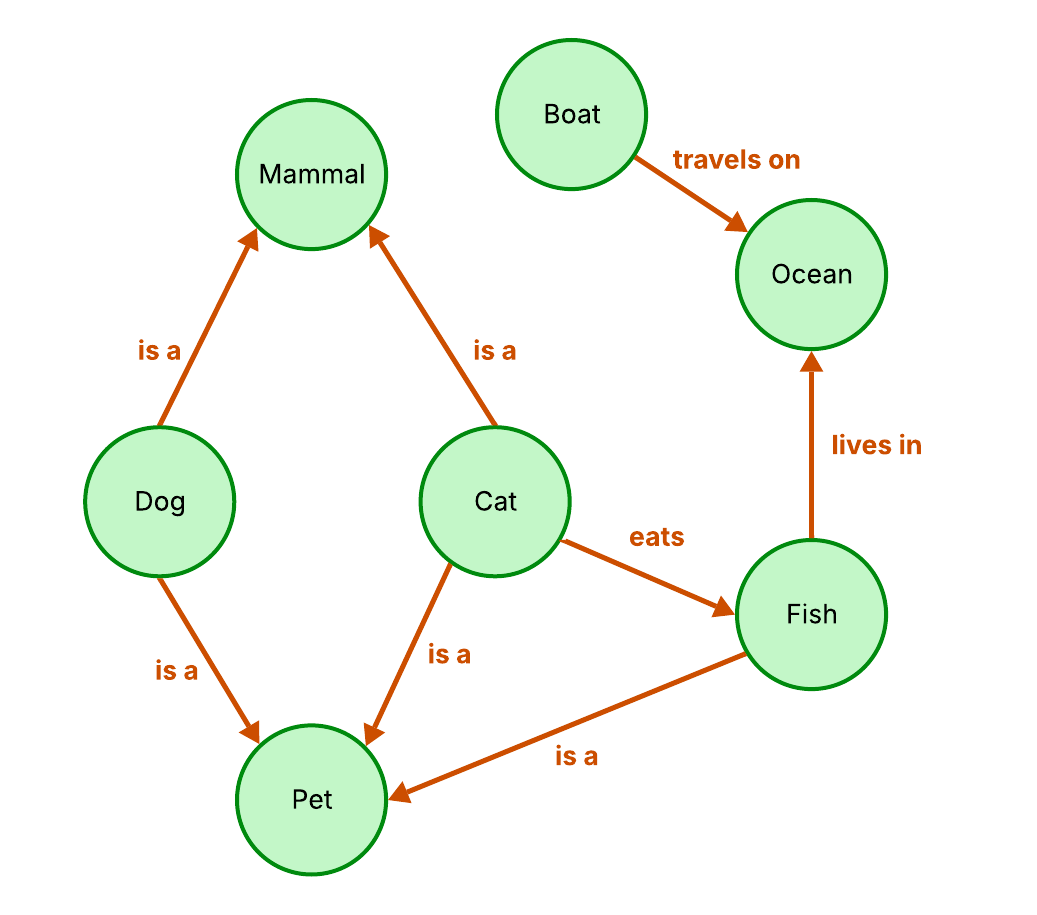 Boat
travels on
Mammal
Ocean
is a
is a
lives in
Dog
Cat
eats
Fish
is a
is a
is a
Pet